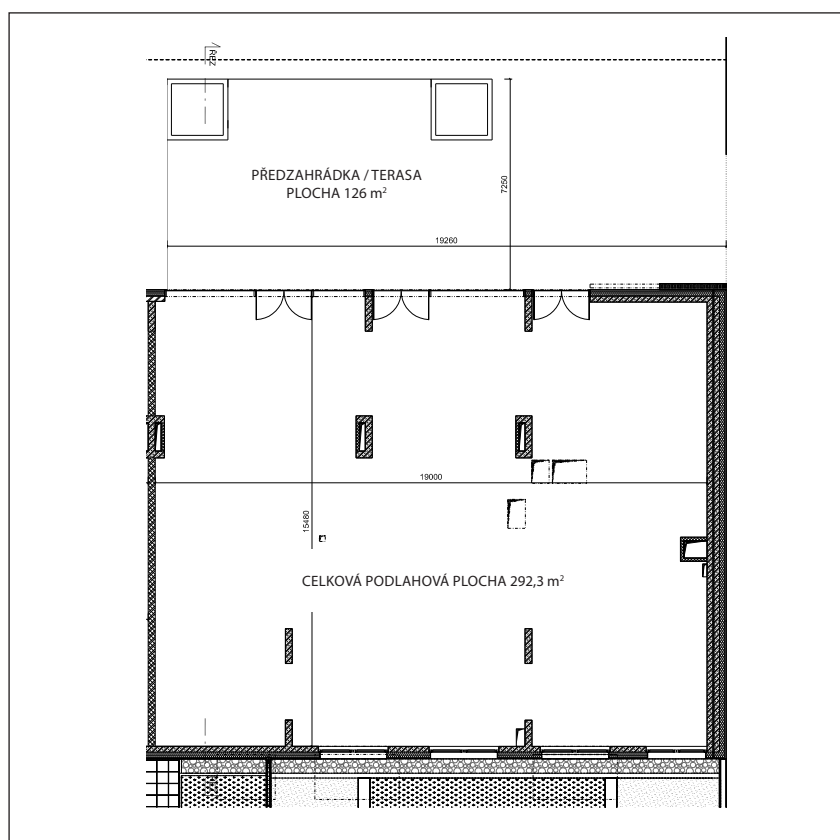 ŘEZ
PŘEDZAHRÁDKA / TERASA
PLOCHA 126 m²
7250
19260
19000
15480
CELKOVÁ PODLAHOVÁ PLOCHA 292,3 m²